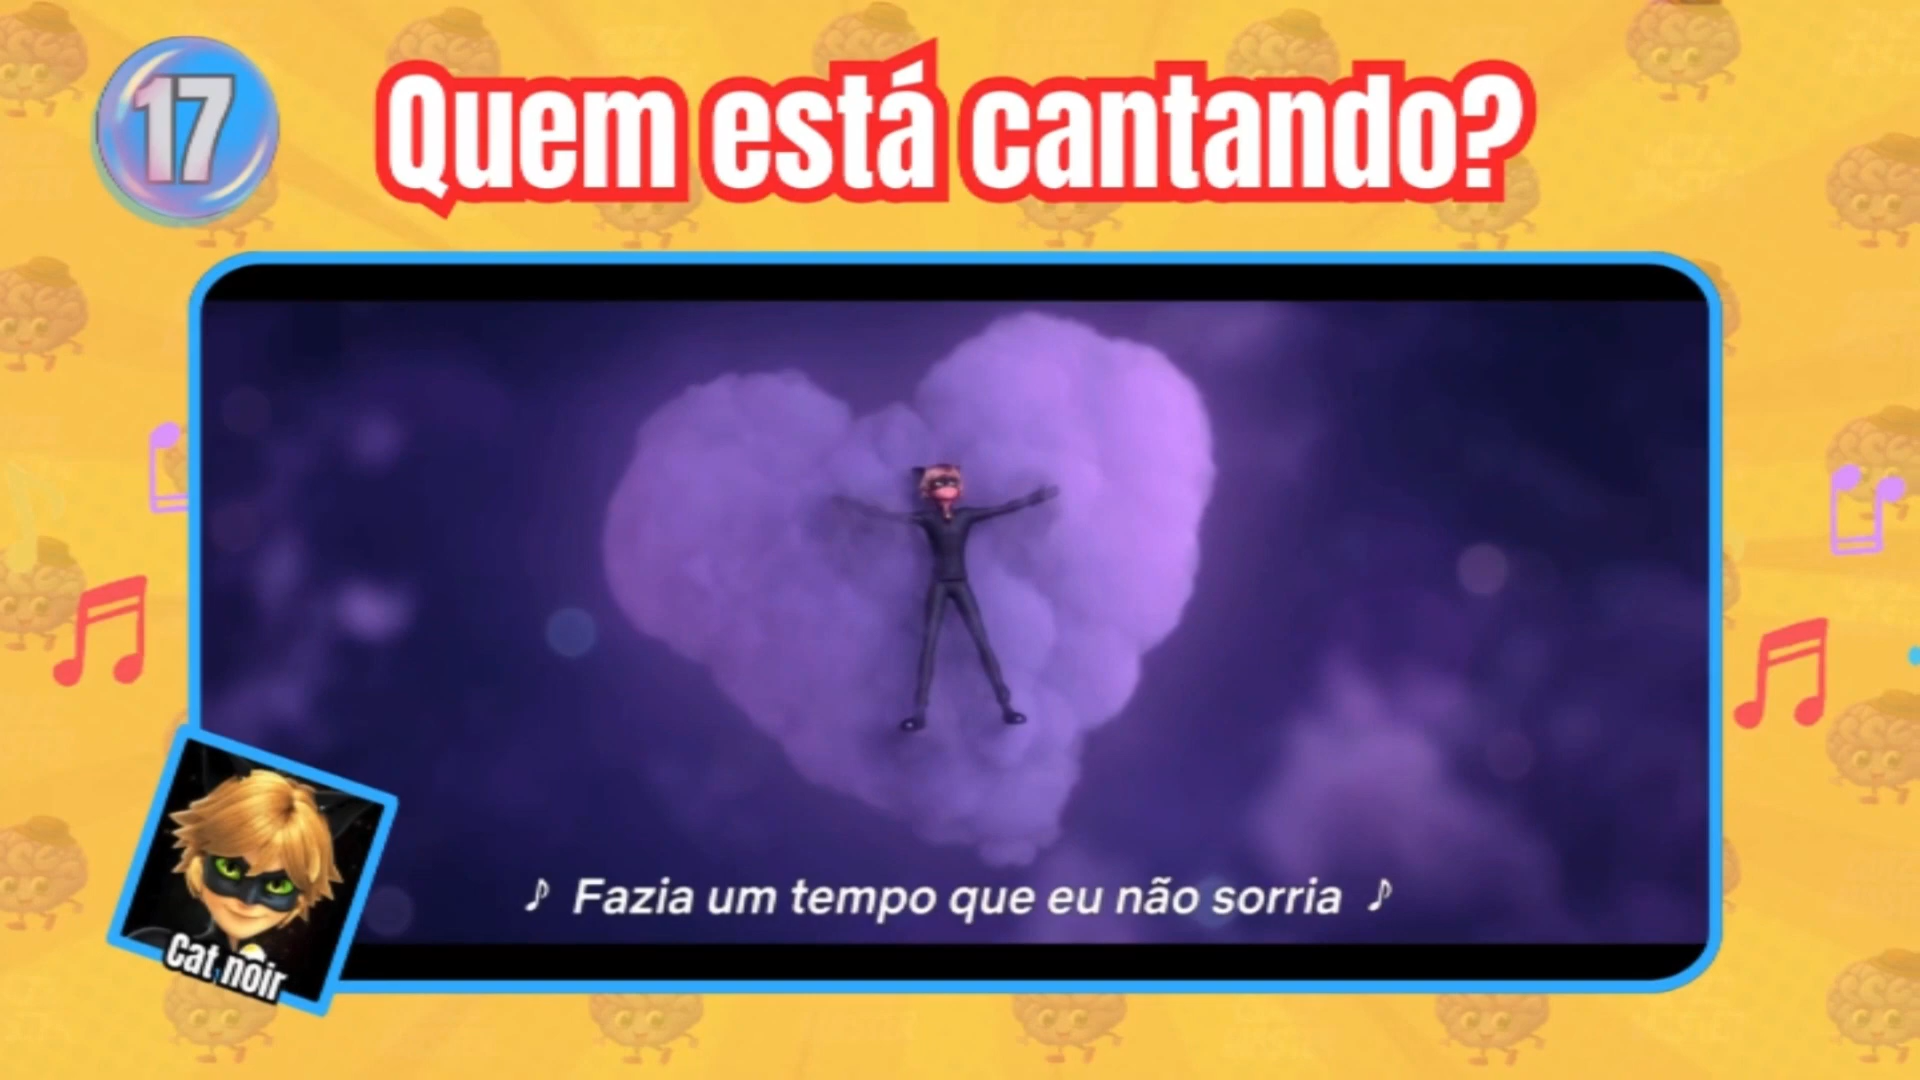 17
Quem está cantando?
♪ Fazia um tempo que eu não sorria ♪
Cat noir